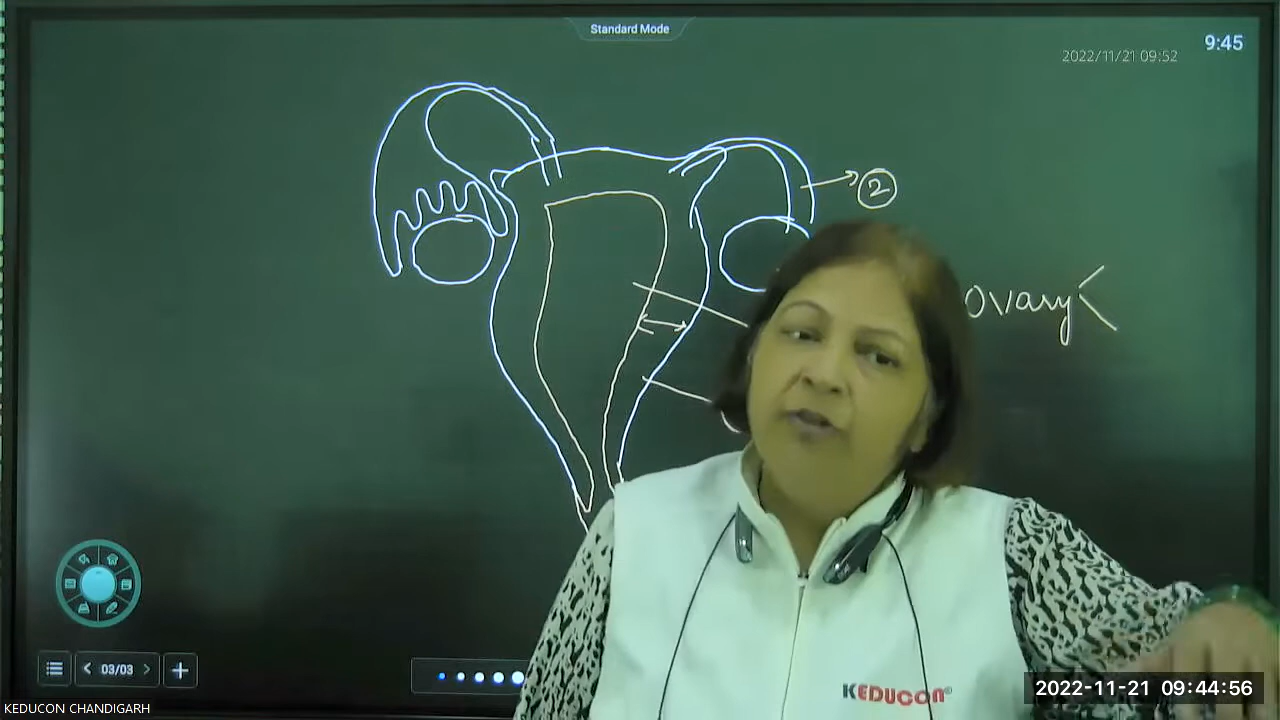 Standard Mode
9:45
2022/11/21 09:52
2
ovary
03/03
KEDUCON®
2022-11-21 09:44:56
KEDUCON CHANDIGARH